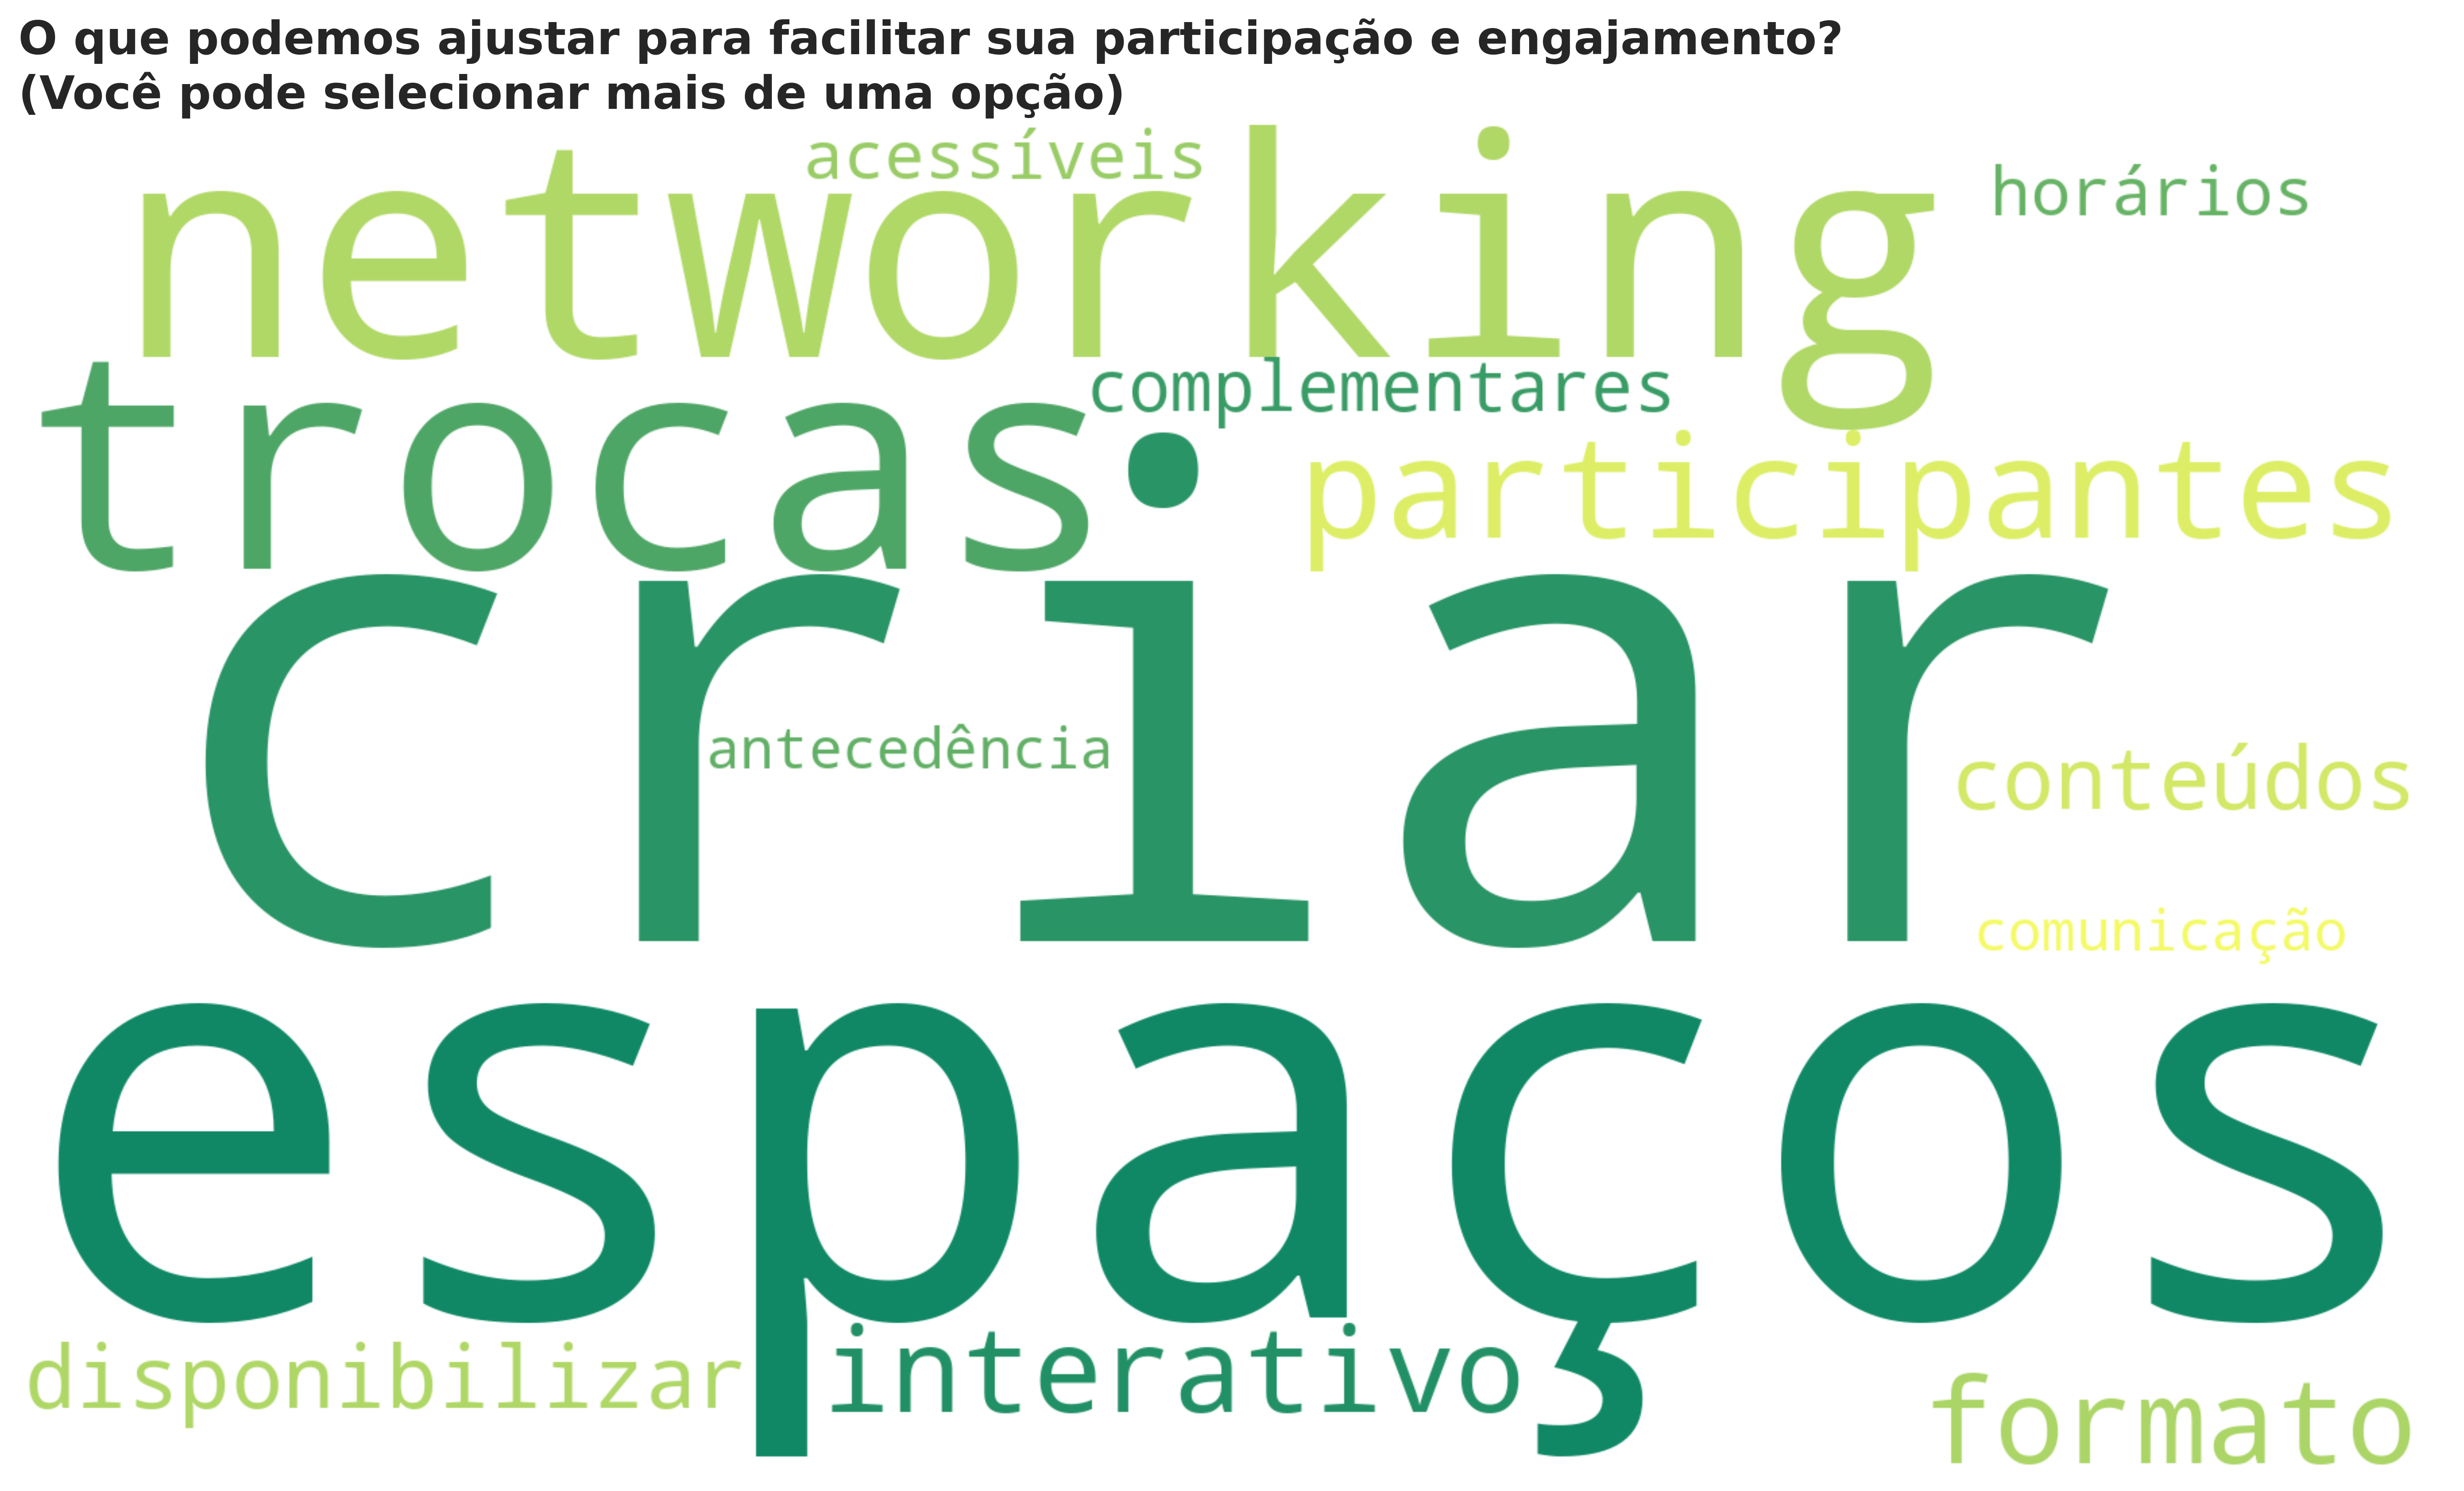 O que podemos ajustar para facilitar sua participação e engajamento?
(Você pode selecionar mais de uma opção)
acessíveis
networking
horários
complementares
trocas
participantes
criar
antecedência
conteúdos
comunicação
espaços
disponibilizar
interativo
formato